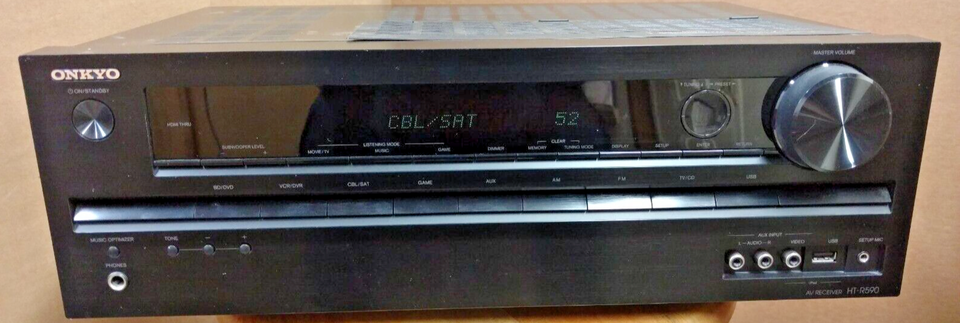 ONKYO
MASTER VOLUME
ON/STANDBY
TUNING
PRESET
CBL/SAT 52
HDMI THRU
SUBWOOFER LEVEL
- +
LISTENING MODE
CLEAR
MOVIE/TV MUSIC GAME DIMMER MEMORY TUNING MODE DISPLAY SETUP ENTER RETURN
BD/DVD VCR/DVR CBL/SAT GAME AUX AM FM TV/CD USB
MUSIC OPTIMIZER TONE - +
PHONES
AUX INPUT
L-AUDIO-R VIDEO USB SETUP MIC
AV RECEIVER HT-R590